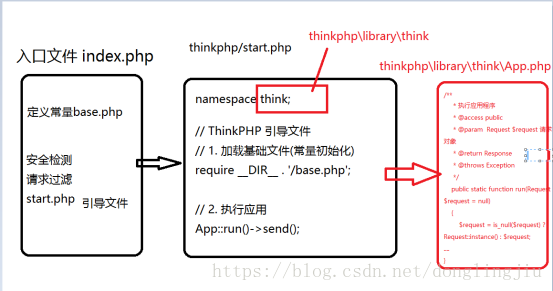 入口文件 index.php
定义常量base.php
安全检测
请求过滤
start.php 引导文件
thinkphp/start.php
thinkphp\library\think
namespace think;
// ThinkPHP 引导文件
// 1. 加载基础文件(常量初始化)
require __DIR__ . '/base.php';
// 2. 执行应用
App::run()->send();
thinkphp\library\think\App.php
/**
* 执行应用程序
* @access public
* @param Request $request 请求
对象
* @return Response
* @throws Exception
*/
public static function run(Request
$request = null)
{
$request = is_null($request) ?
Request::instance() : $request;
...
}
https://blog.csdn.net/donglingjiu